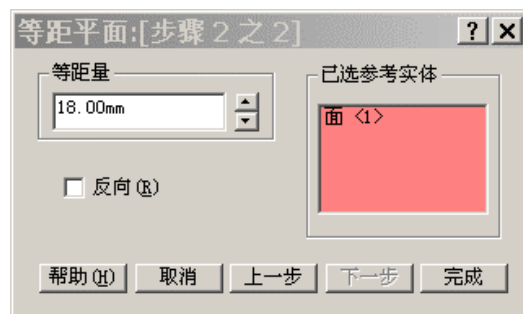 等距平面:[步骤 2 之 2]
等距量
18.00mm
反向(R)
已选参考实体
面 <1>
帮助(H) 取消 上一步 下一步 完成